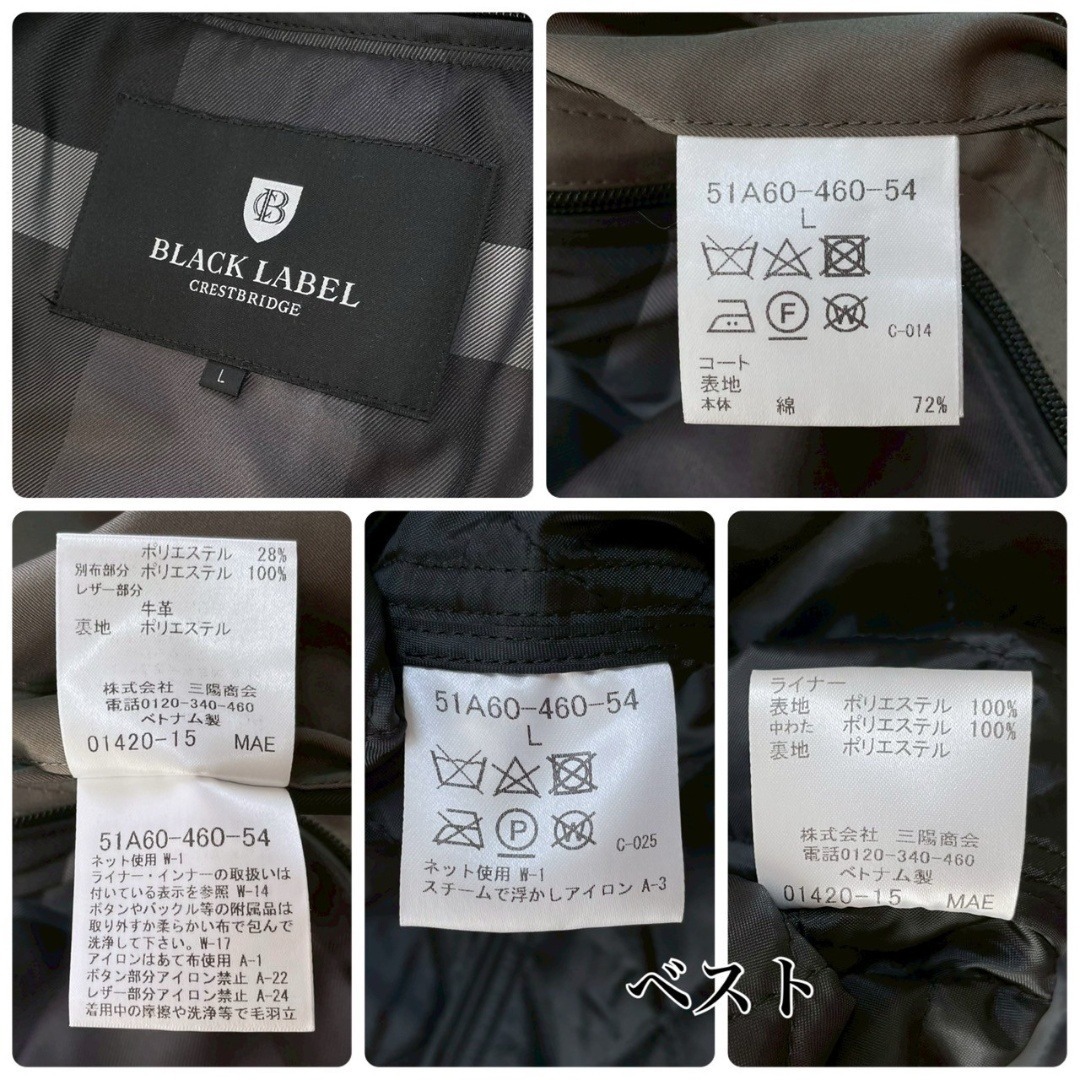 CB
BLACK LABEL
CRESTBRIDGE
L
51A60-460-54
L
F W
C-014
コート
表地
本体 綿 72%
ポリエステル 28%
別布部分 ポリエステル 100%
レザー部分
牛革
裏地 ポリエステル
株式会社 三陽商会
電話0120-340-460
ベトナム製
01420-15 MAE
51A60-460-54
ネット使用 W-1
ライナー・インナーの取扱いは
付いている表示を参照 W-14
ボタンやバックル等の附属品は
取り外すか柔らかい布で包んで
洗浄して下さい。W-17
アイロンはあて布使用 A-1
ボタン部分アイロン禁止 A-22
レザー部分アイロン禁止 A-24
着用中の摩擦や洗浄等で毛羽立
51A60-460-54
L
P W
C-025
ネット使用 W-1
スチームで浮かしアイロン A-3
ライナー
表地 ポリエステル 100%
中わた ポリエステル 100%
裏地 ポリエステル
株式会社 三陽商会
電話0120-340-460
ベトナム製
01420-15 MAE
ベスト